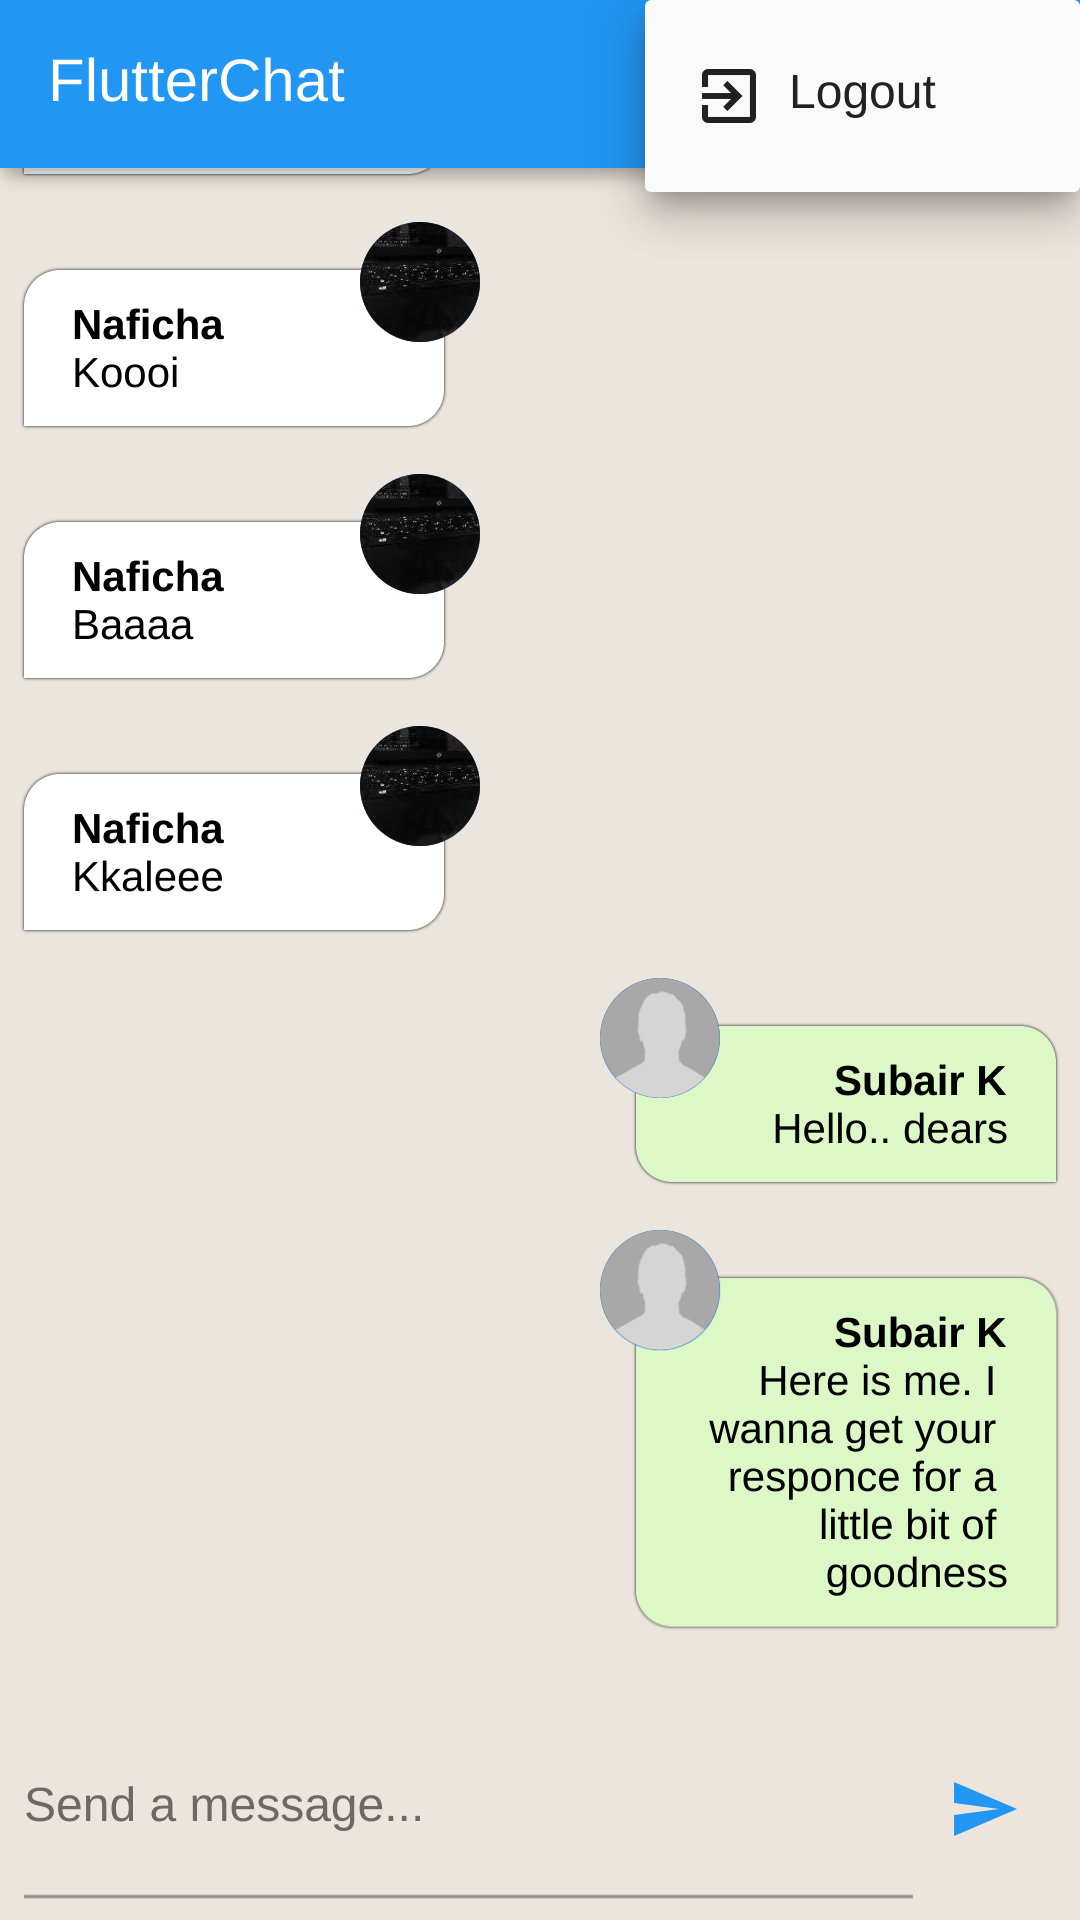 FlutterChat
Logout
Naficha
Koooi
Naficha
Baaaa
Naficha
Kkaleee
Subair K
Hello.. dears
Subair K
Here is me. I
wanna get your
responce for a
little bit of
goodness
Send a message...